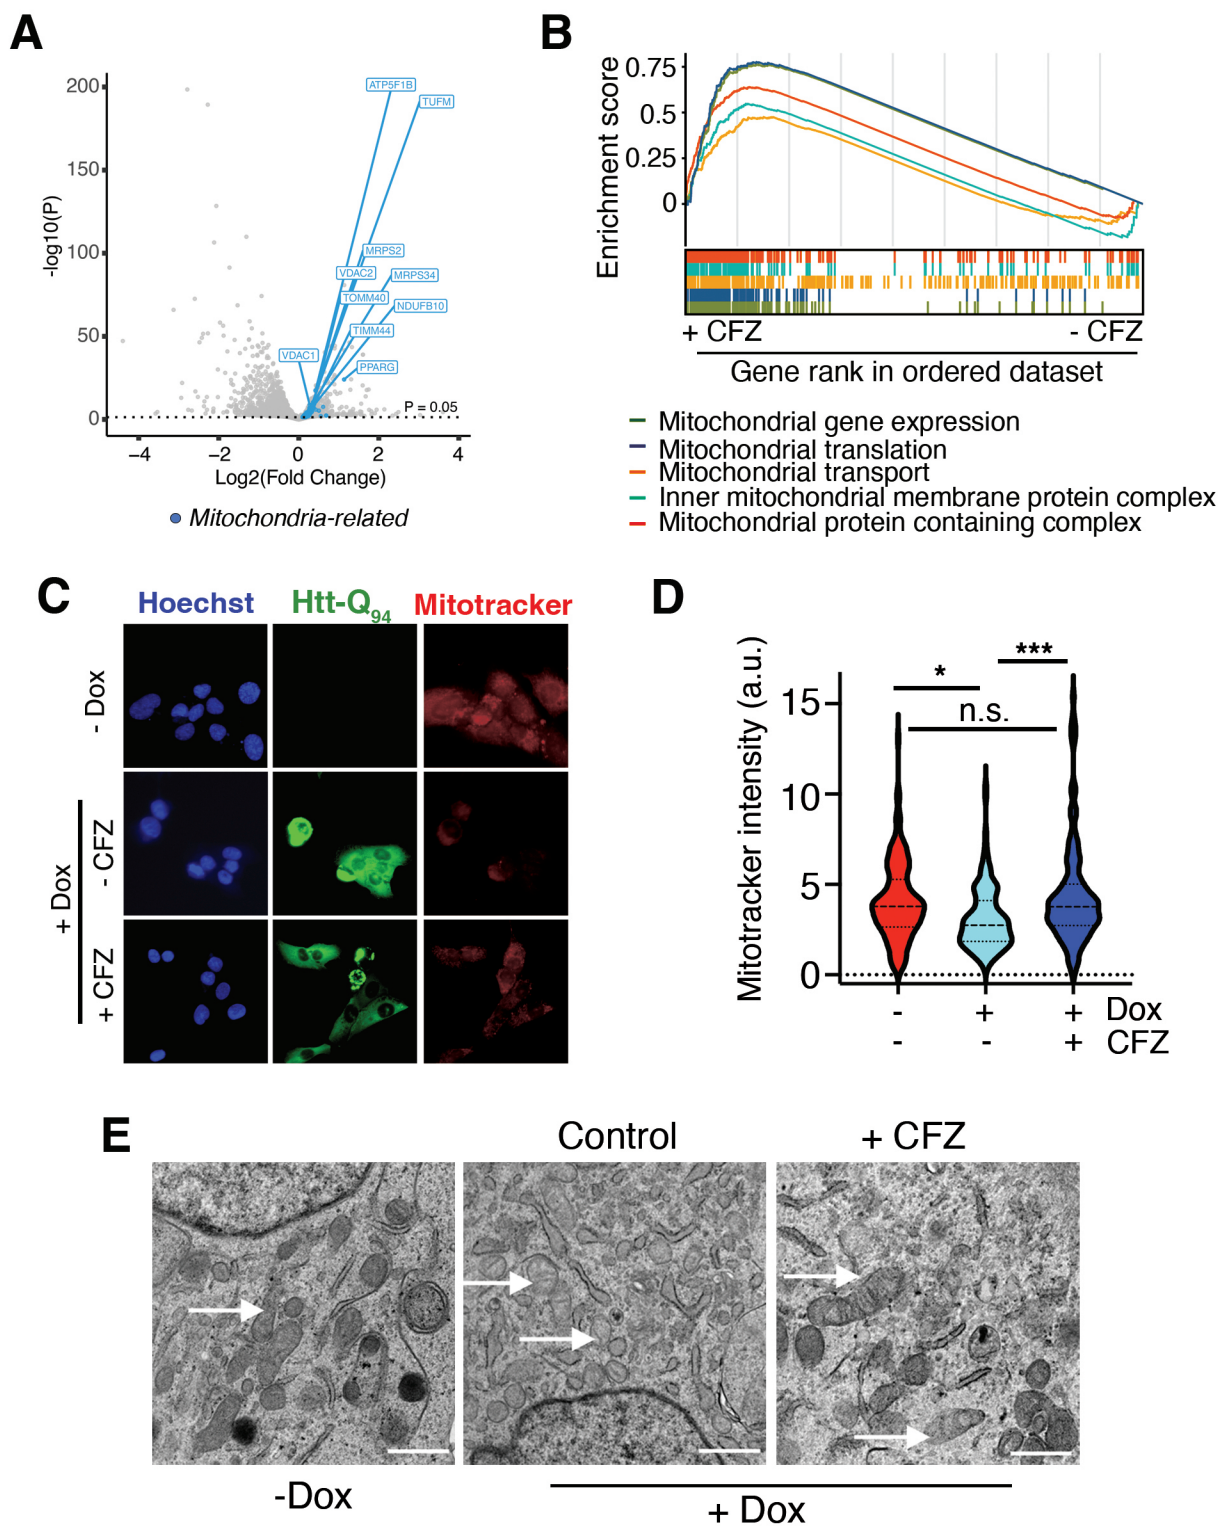 A
-log10(P)
200
150
100
50
0
ATP5F1B
TUFM
MRPS2
VDAC2
MRPS34
TOMM40
NDUFB10
TIMM44
VDAC1
PPARG
P = 0.05
−4
−2
0
2
4
Log2(Fold Change)
Mitochondria-related
B
Enrichment score
0.75
0.5
0.25
0
+ CFZ
- CFZ
Gene rank in ordered dataset
Mitochondrial gene expression
Mitochondrial translation
Mitochondrial transport
Inner mitochondrial membrane protein complex
Mitochondrial protein containing complex
C
Hoechst
Htt-Q94
Mitotracker
- Dox
+ Dox
- CFZ
+ CFZ
D
Mitotracker intensity (a.u.)
15
10
5
0
*
***
n.s.
- + + Dox
- - + CFZ
E
Control
+ CFZ
-Dox
+ Dox